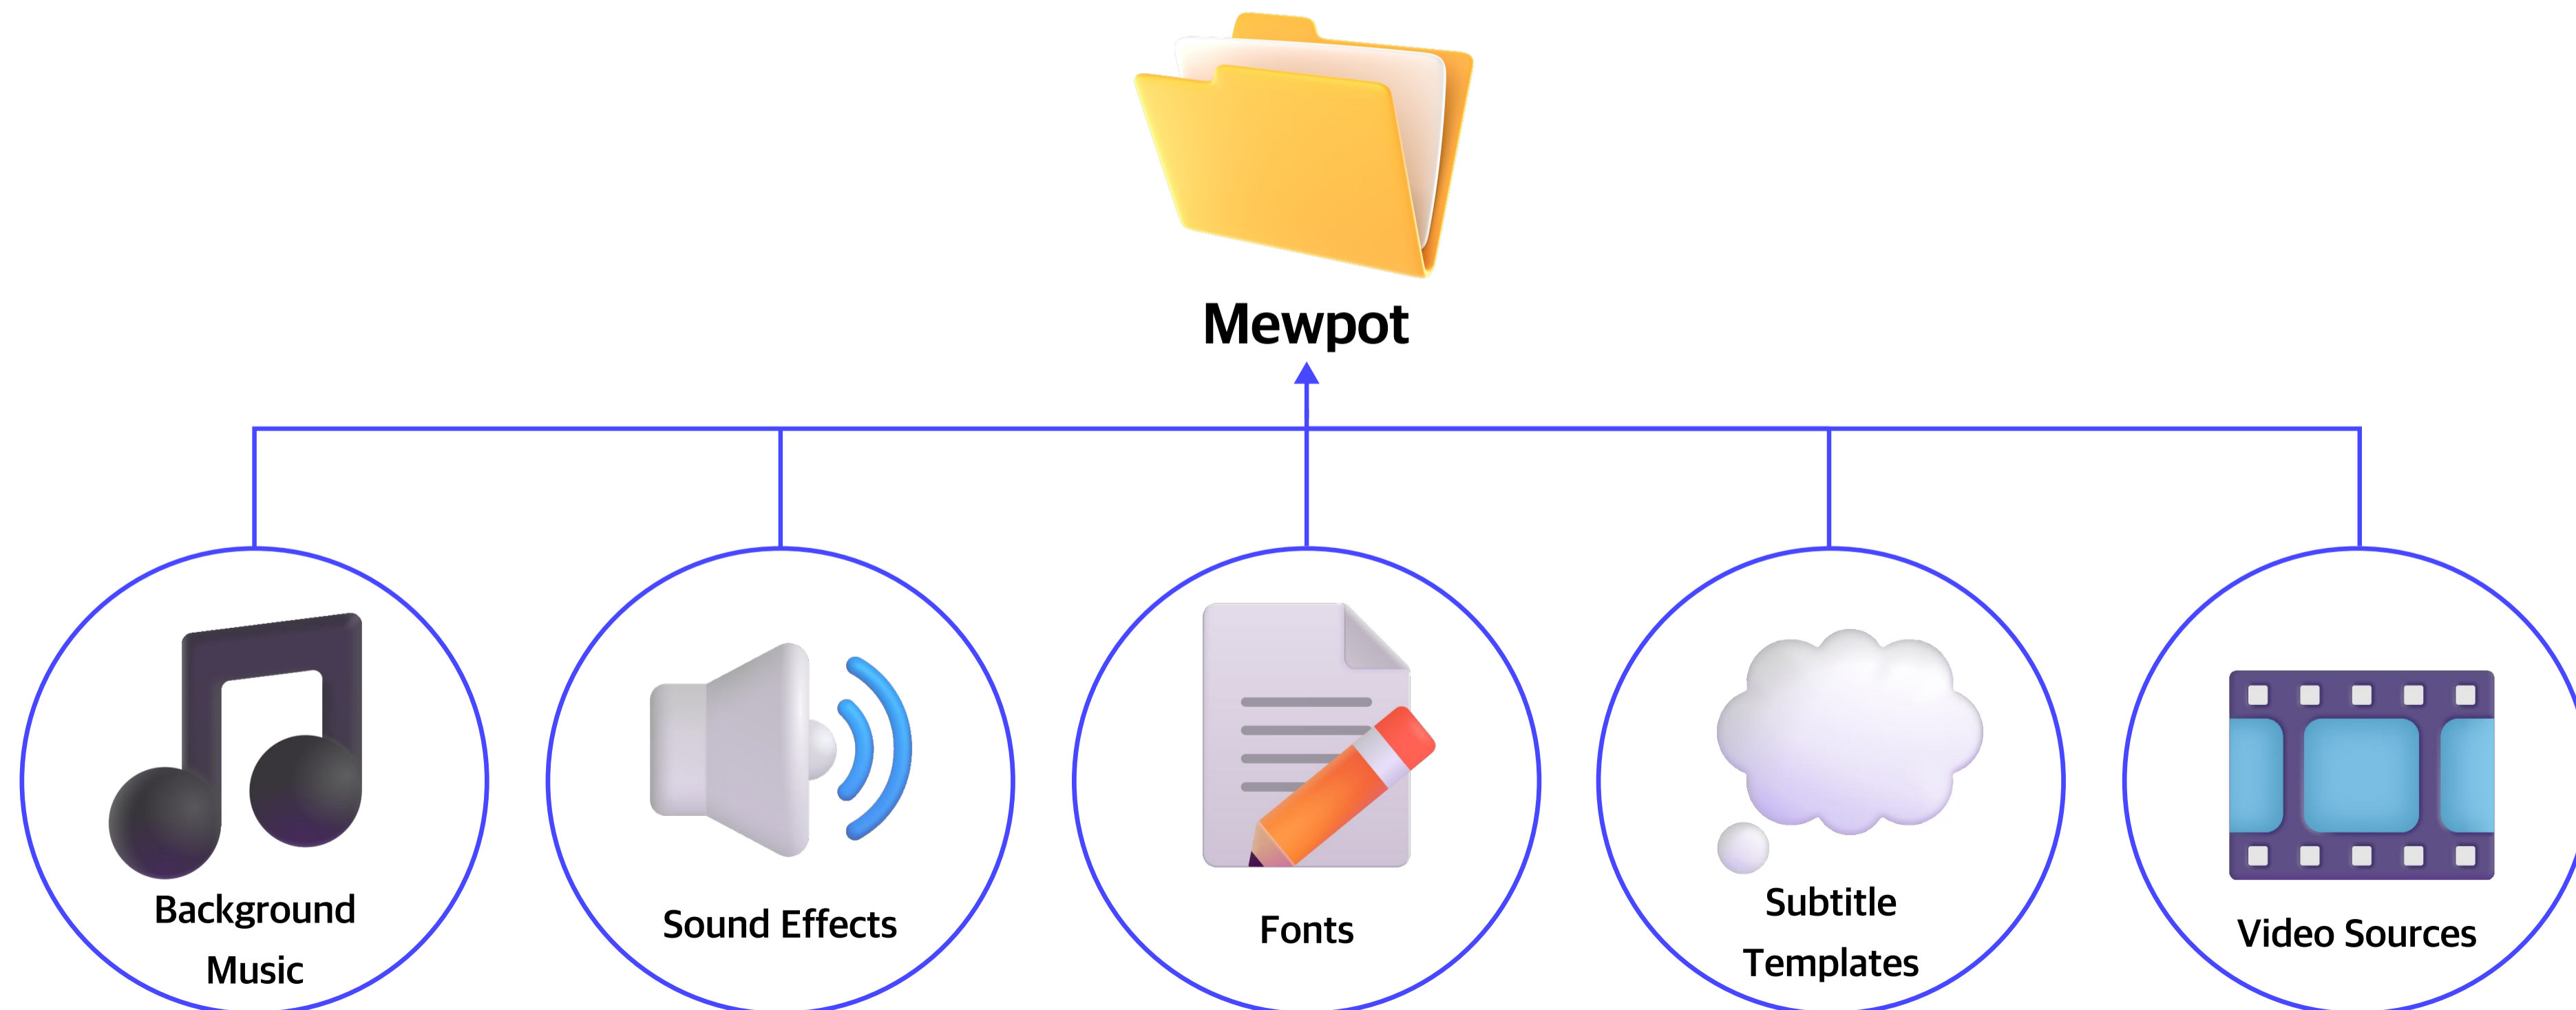 Mewpot
Background
Music
Sound Effects
Fonts
Subtitle
Templates
Video Sources